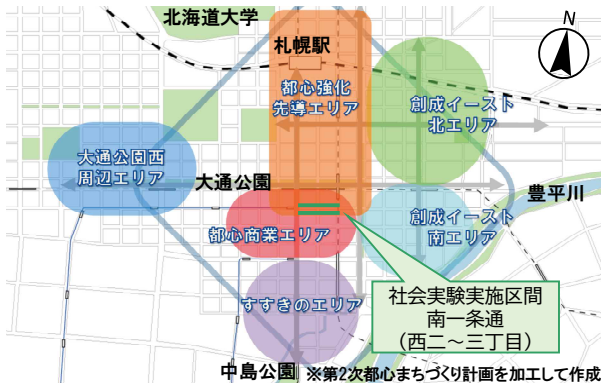 北海道大学
N
札幌駅
都心強化
先導エリア
創成イースト
北エリア
大通公園西
周辺エリア
大通公園
豊平川
創成イースト
南エリア
都心商業エリア
社会実験実施区間
南一条通
(西二~三丁目)
すすきのエリア
中島公園
※第2次都心まちづくり計画を加工して作成